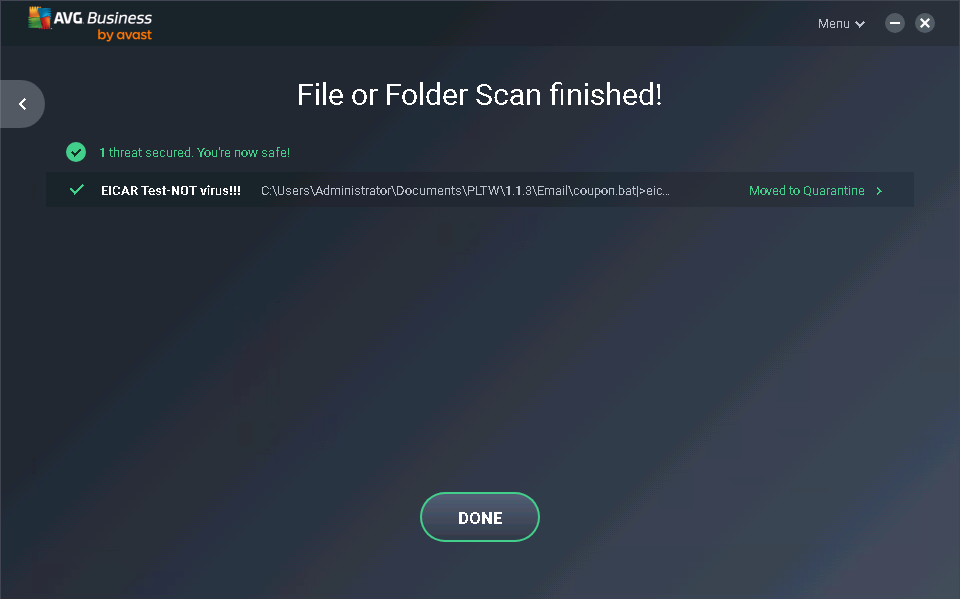 AVG Business
by avast
Menu
File or Folder Scan finished!
1 threat secured. You're now safe!
EICAR Test-NOT virus!!! C:\Users\Administrator\Documents\PLTW\1.1.3\Email\coupon.bat|>eic... Moved to Quarantine
DONE